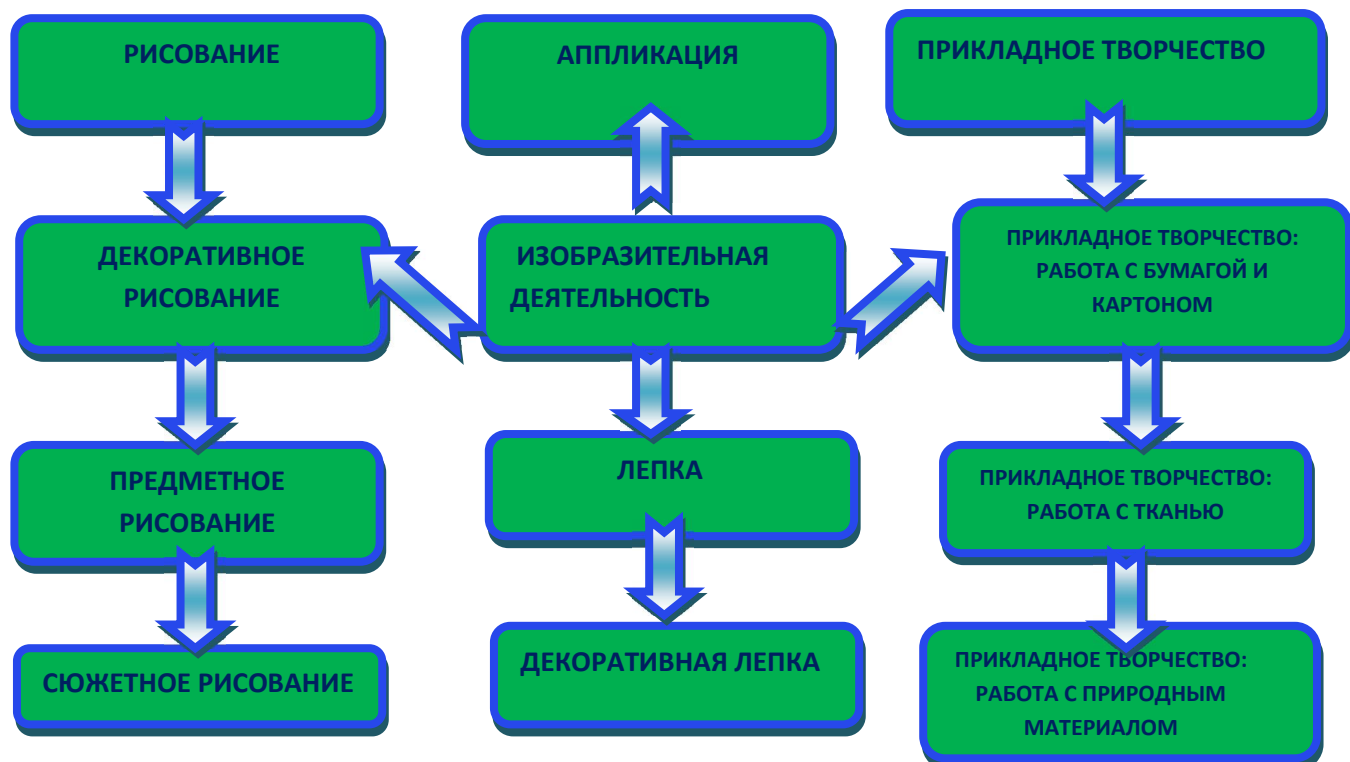 РИСОВАНИЕ
АППЛИКАЦИЯ
ПРИКЛАДНОЕ ТВОРЧЕСТВО
ДЕКОРАТИВНОЕ
РИСОВАНИЕ
ИЗОБРАЗИТЕЛЬНАЯ
ДЕЯТЕЛЬНОСТЬ
ПРИКЛАДНОЕ ТВОРЧЕСТВО:
РАБОТА С БУМАГОЙ И
КАРТОНОМ
ПРЕДМЕТНОЕ
РИСОВАНИЕ
ЛЕПКА
ПРИКЛАДНОЕ ТВОРЧЕСТВО:
РАБОТА С ТКАНЬЮ
СЮЖЕТНОЕ РИСОВАНИЕ
ДЕКОРАТИВНАЯ ЛЕПКА
ПРИКЛАДНОЕ ТВОРЧЕСТВО:
РАБОТА С ПРИРОДНЫМ
МАТЕРИАЛОМ